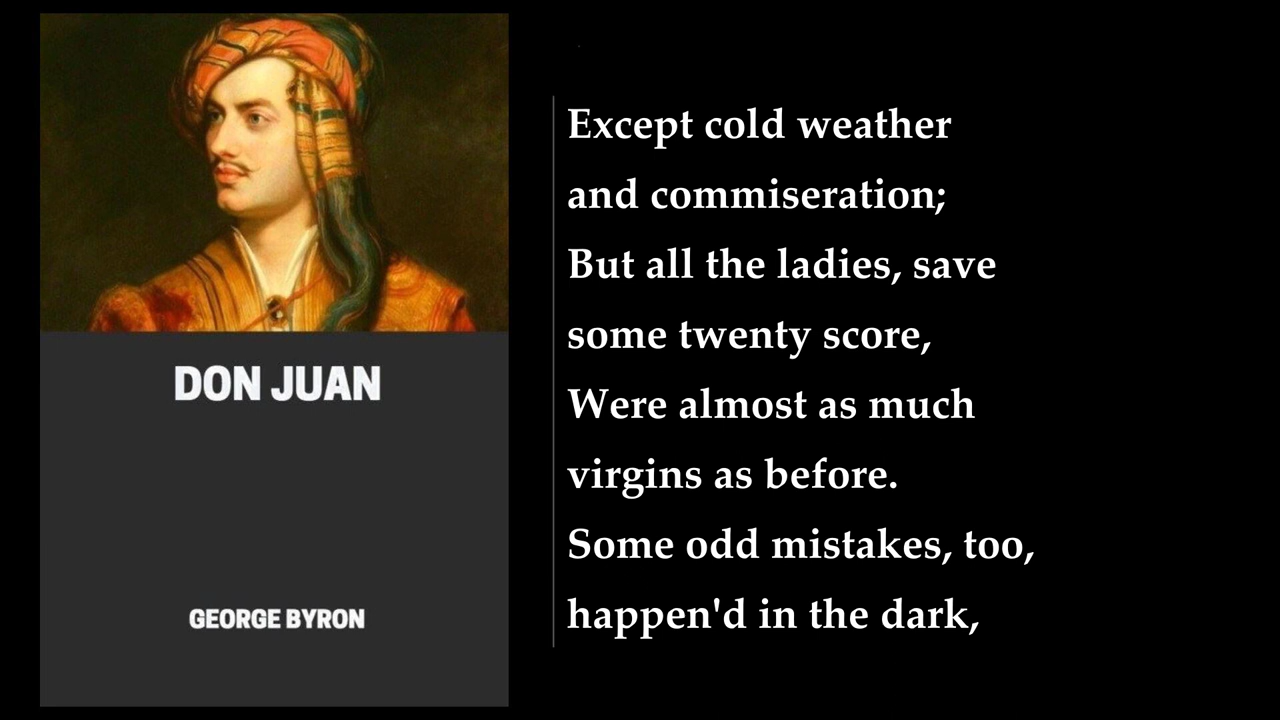 DON JUAN
GEORGE BYRON
Except cold weather
and commiseration;
But all the ladies, save
some twenty score,
Were almost as much
virgins as before.
Some odd mistakes, too,
happen'd in the dark,